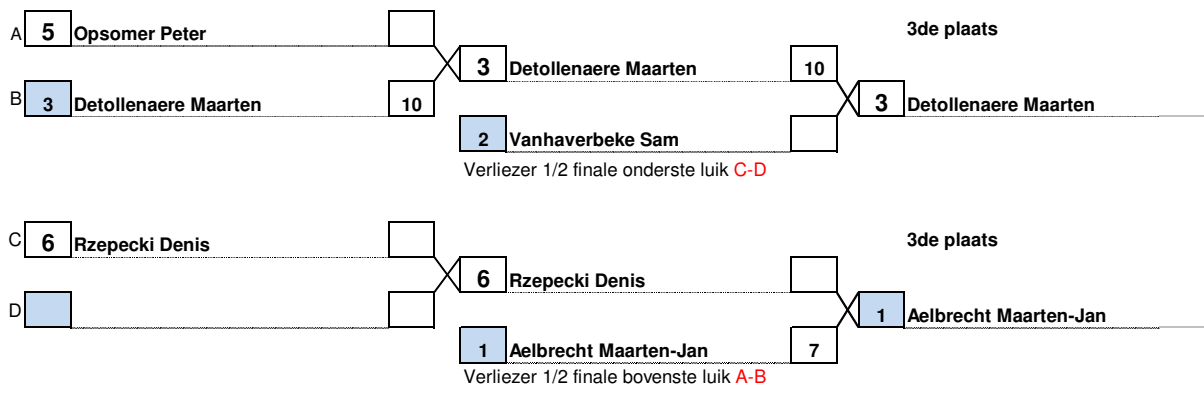 A 5 Opsomer Peter 3de plaats
3 Detollenaere Maarten 10
B 3 Detollenaere Maarten 10 3 Detollenaere Maarten
2 Vanhaverbeke Sam
Verliezer 1/2 finale onderste luik C-D
C 6 Rzepecki Denis 3de plaats
6 Rzepecki Denis
D 1 Aelbrecht Maarten-Jan
1 Aelbrecht Maarten-Jan 7
Verliezer 1/2 finale bovenste luik A-B